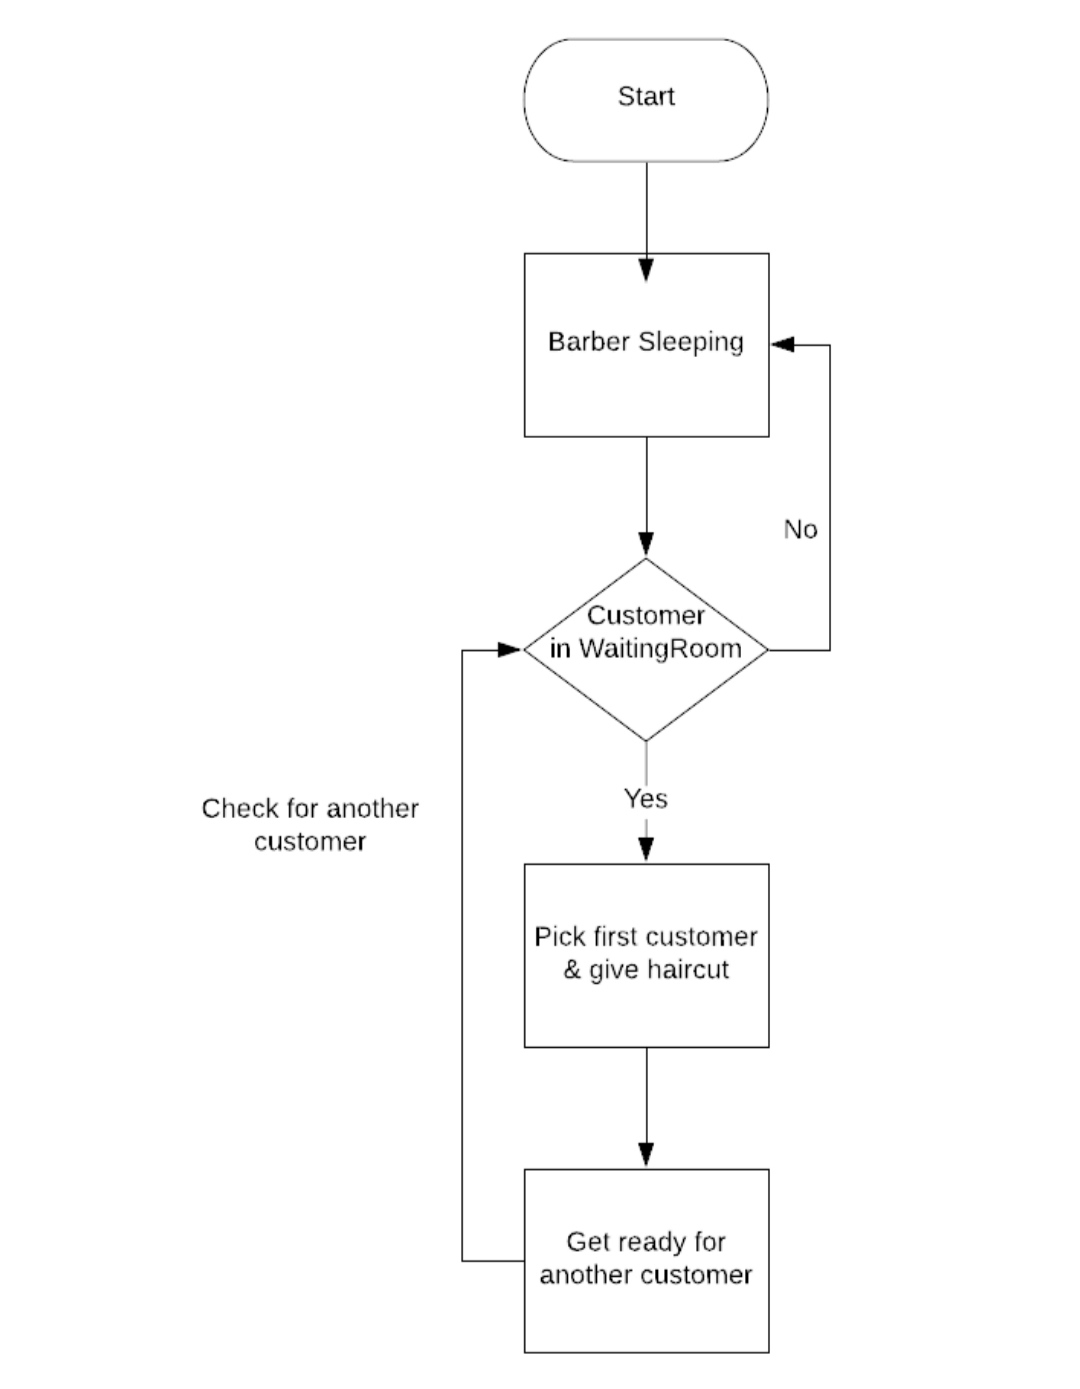 Start
Barber Sleeping
No
Customer
in WaitingRoom
Yes
Check for another
customer
Pick first customer
& give haircut
Get ready for
another customer